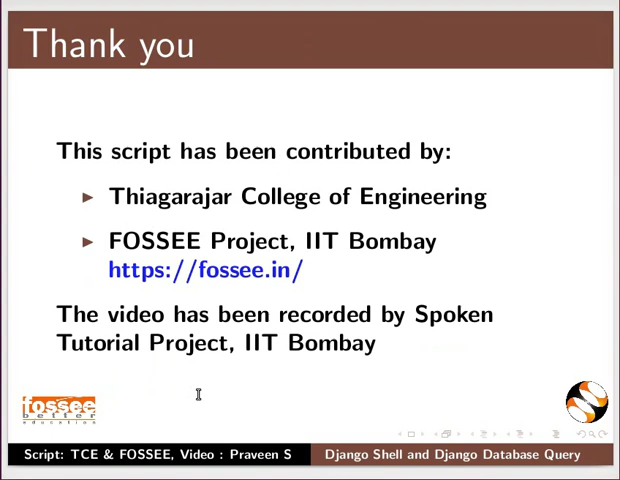 Thank you
This script has been contributed by:
Thiagarajar College of Engineering
FOSSEE Project, IIT Bombay
https://fossee.in/
The video has been recorded by Spoken
Tutorial Project, IIT Bombay
fossee
better
education
Script: TCE & FOSSEE, Video : Praveen S
Django Shell and Django Database Query